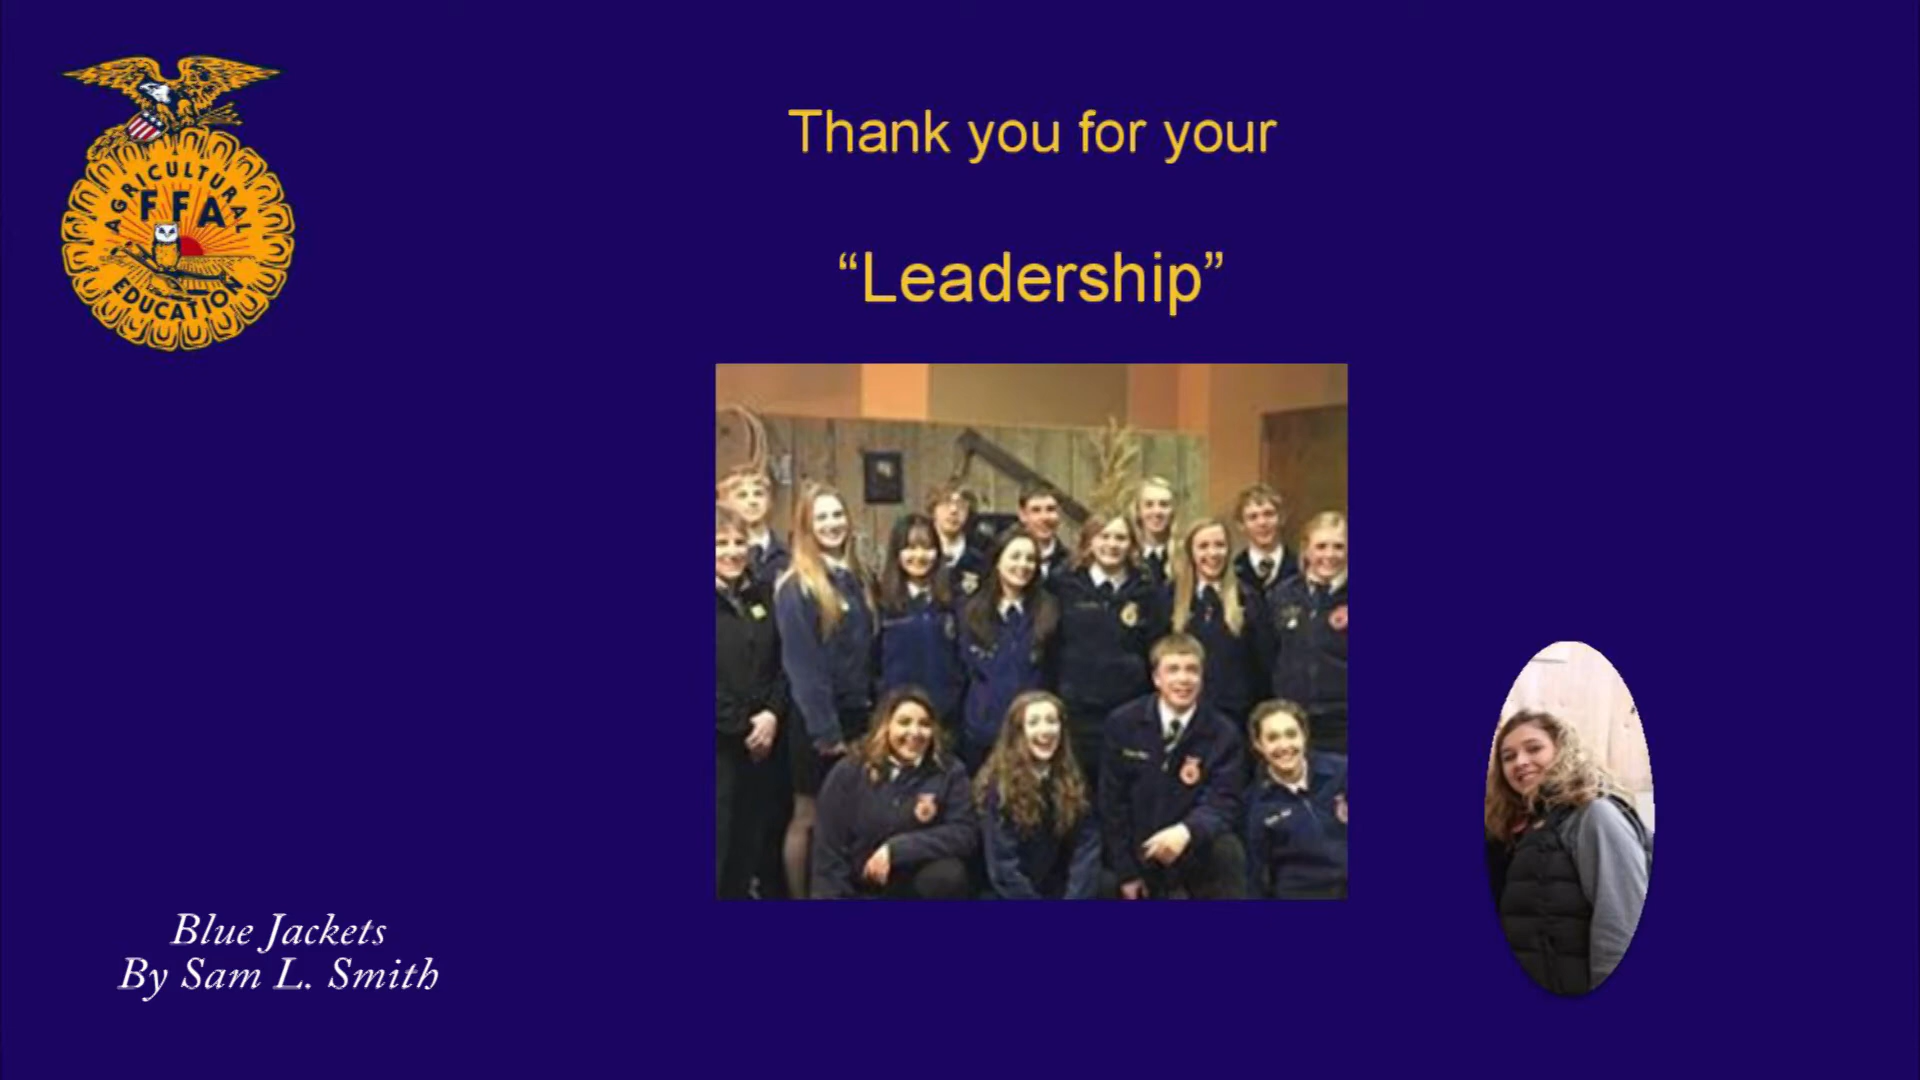 AGRICULTURAL
FFA
EDUCATION
Thank you for your
“Leadership”
Blue Jackets
By Sam L. Smith